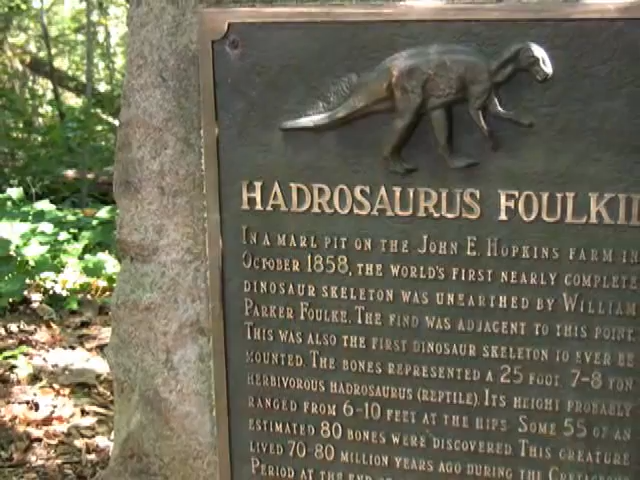 HADROSAURUS FOULKII
IN A MARL PIT ON THE JOHN E. HOPKINS FARM IN
OCTOBER 1858, THE WORLD'S FIRST NEARLY COMPLETE
DINOSAUR SKELETON WAS UNEARTHED BY WILLIAM
PARKER FOULKE. THE FIND WAS ADJACENT TO THIS POINT.
THIS WAS ALSO THE FIRST DINOSAUR SKELETON TO EVER BE
MOUNTED. THE BONES REPRESENTED A 25 FOOT, 7-8 TON
HERBIVOROUS HADROSAURUS (REPTILE). ITS HEIGHT PROBABLY
RANGED FROM 6-10 FEET AT THE HIPS. SOME 55 OF AN
ESTIMATED 80 BONES WERE DISCOVERED. THIS CREATURE
LIVED 70-80 MILLION YEARS AGO DURING THE
PERIOD AT THE END